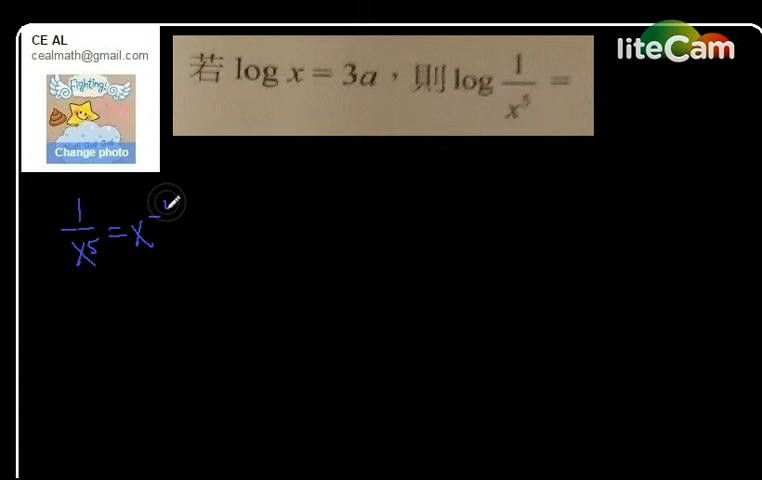 CE AL
cealmath@gmail.com
Fighting!
Change photo
liteCam
若 log x = 3a，則 log 1/x⁵ =
1/x⁵ = x⁻